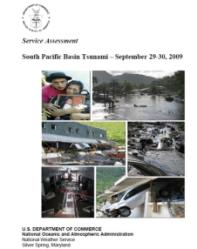 Service Assessment
South Pacific Basin Tsunami – September 29-30, 2009
U.S. DEPARTMENT OF COMMERCE
National Oceanic and Atmospheric Administration
National Weather Service
Silver Spring, Maryland